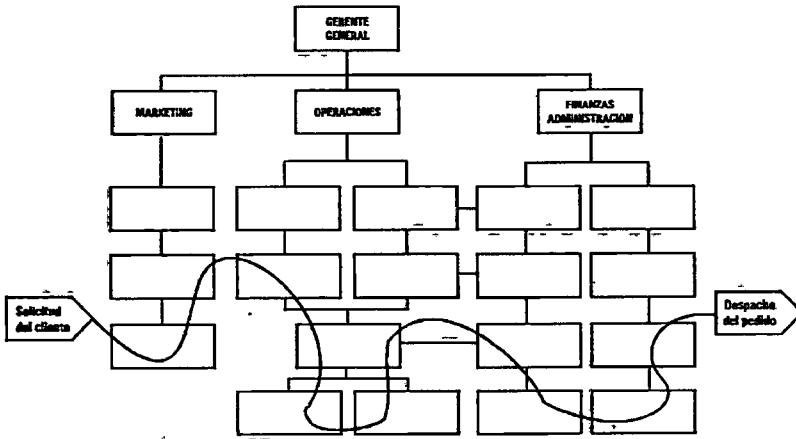 GERENTE
GENERAL
MARKETING
OPERACIONES
FINANZAS
ADMINISTRACION
Solicitud
del cliente
Despacho
del pedido